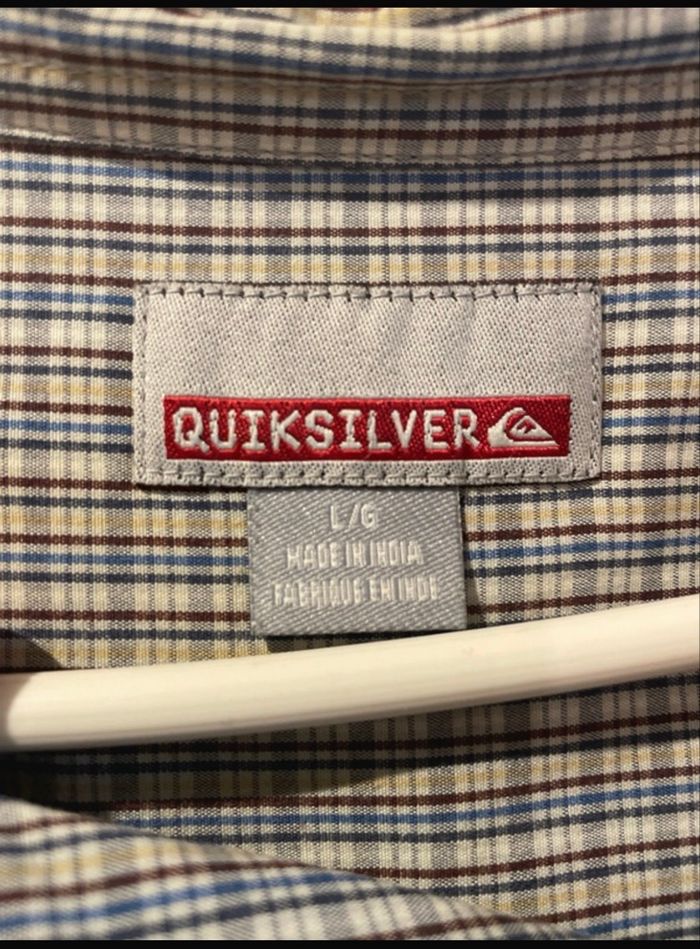 QUIKSILVER
L/G
MADE IN INDIA
FABRIQUE EN INDE